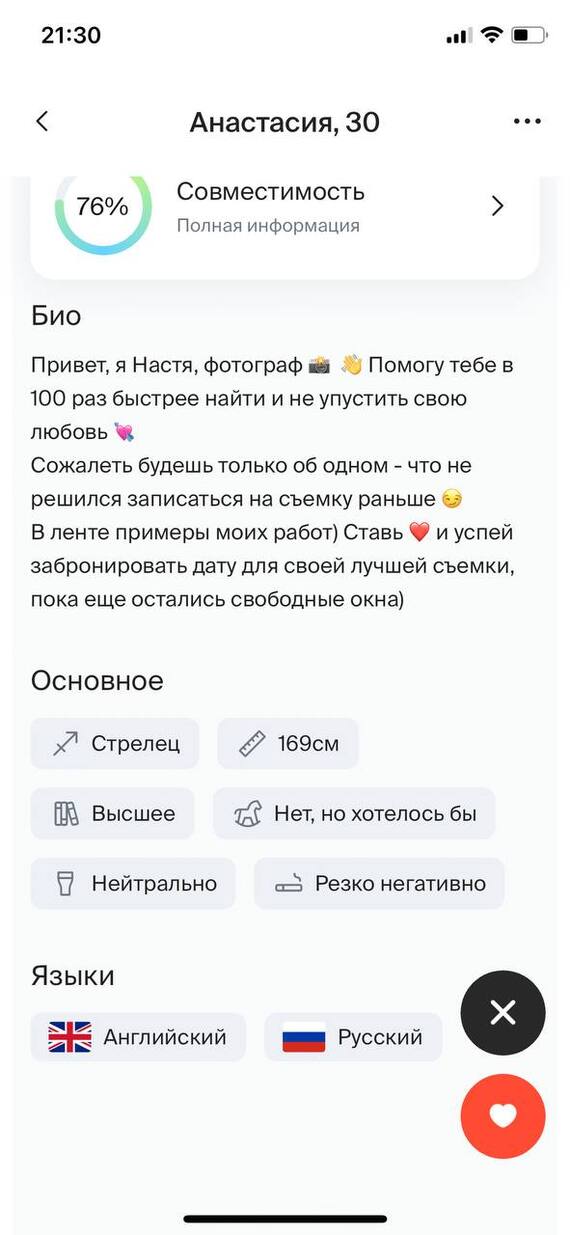 21:30
Анастасия, 30
76%
Совместимость
Полная информация
Био
Привет, я Настя, фотограф 📸 👋 Помогу тебе в
100 раз быстрее найти и не упустить свою
любовь 💘
Сожалеть будешь только об одном - что не
решился записаться на съемку раньше 😏
В ленте примеры моих работ) Ставь ❤️ и успей
забронировать дату для своей лучшей съемки,
пока еще остались свободные окна)
Основное
Стрелец 169см
Высшее Нет, но хотелось бы
Нейтрально Резко негативно
Языки
Английский Русский